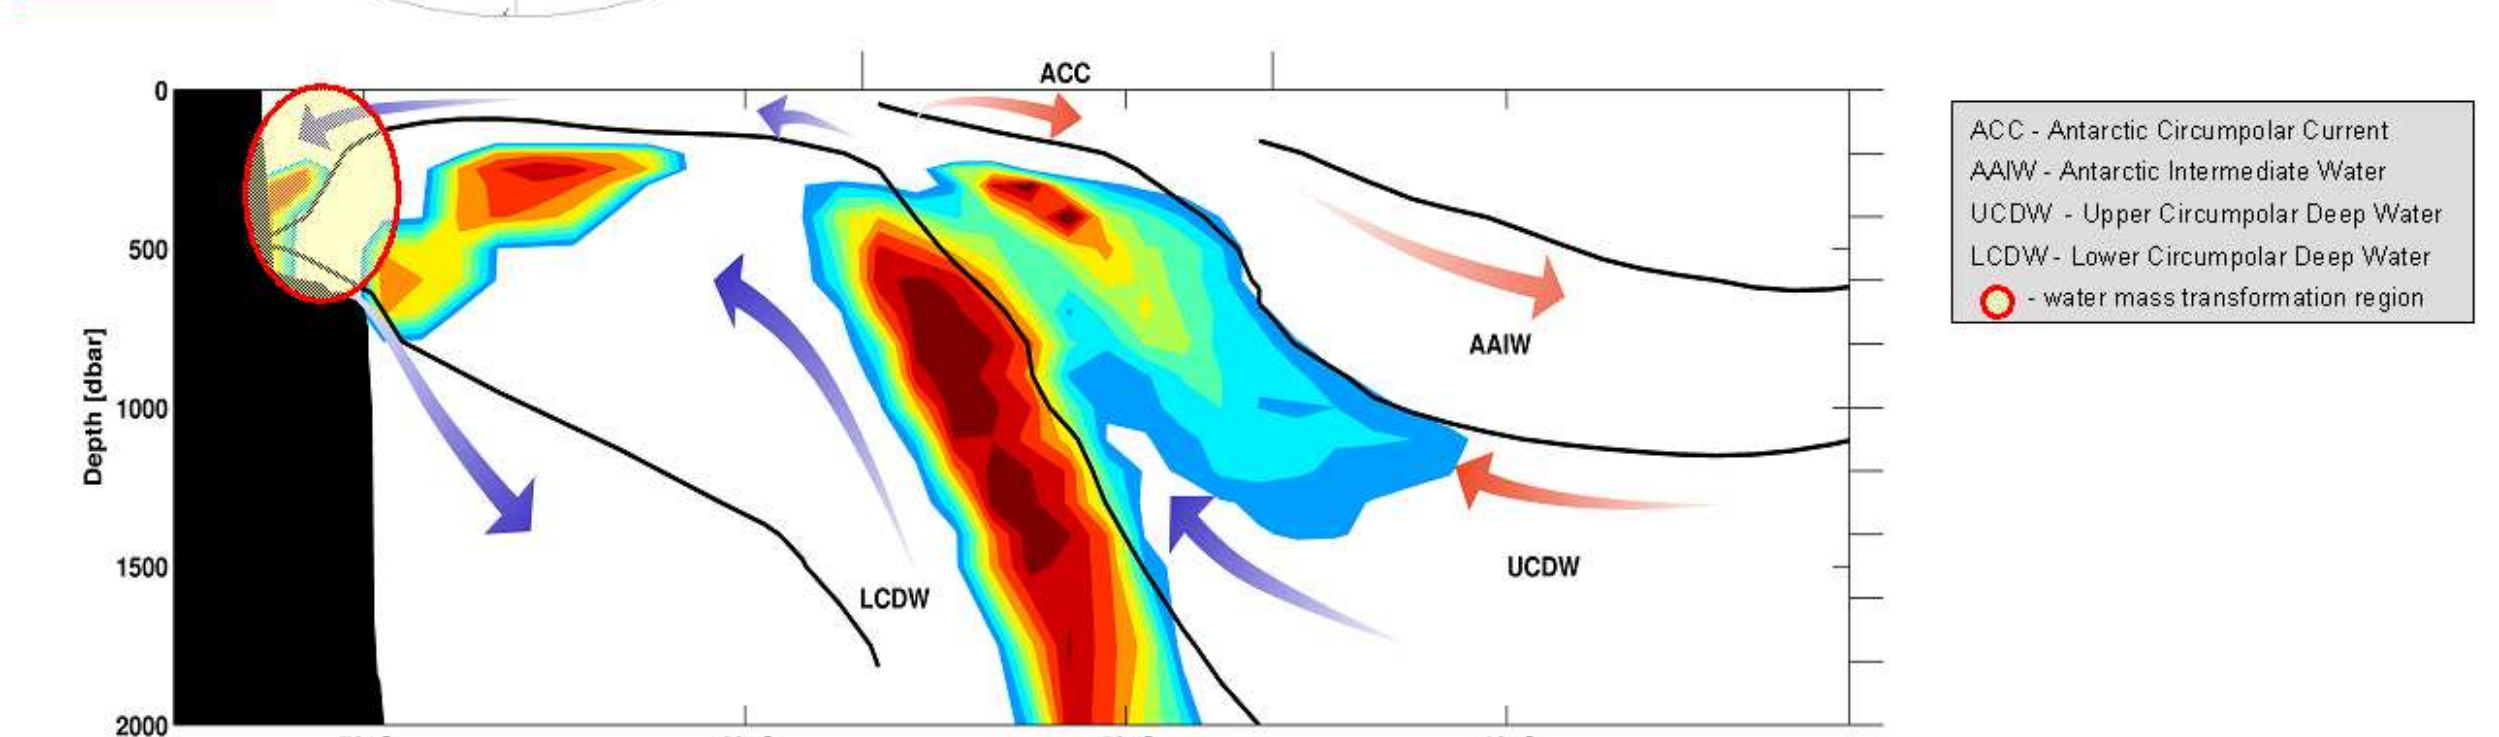 ACC
0
500
1000
1500
2000
Depth [dbar]
AAIW
UCDW
LCDW
ACC - Antarctic Circumpolar Current
AAIW - Antarctic Intermediate Water
UCDW - Upper Circumpolar Deep Water
LCDW - Lower Circumpolar Deep Water
- water mass transformation region